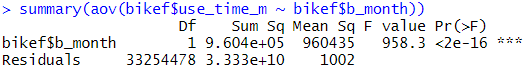 > summary(aov(bikef$use_time_m ~ bikef$b_month))
Df Sum Sq Mean Sq F value Pr(>F)
bikef$b_month 1 9.604e+05 960435 958.3 <2e-16 ***
Residuals 33254478 3.333e+10 1002